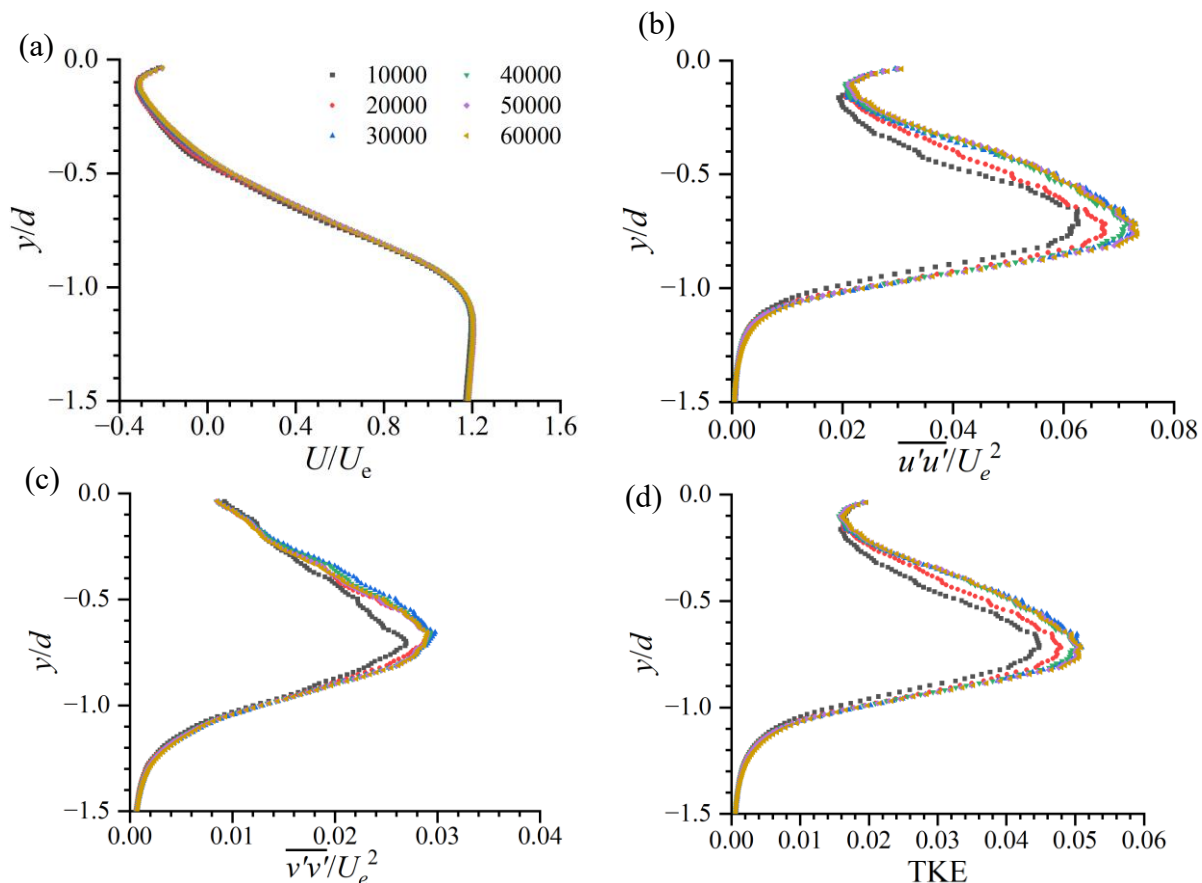 (a)
0.0
−0.5
−1.0
−1.5
y/d
10000 40000
20000 50000
30000 60000
−0.4 0.0 0.4 0.8 1.2 1.6
U/Uₑ
(b)
0.0
−0.5
−1.0
−1.5
y/d
0.00 0.02 0.04 0.06 0.08
u'u'/Uₑ²
(c)
0.0
−0.5
−1.0
−1.5
y/d
0.00 0.01 0.02 0.03 0.04
v'v'/Uₑ²
(d)
0.0
−0.5
−1.0
−1.5
y/d
0.00 0.01 0.02 0.03 0.04 0.05 0.06
TKE